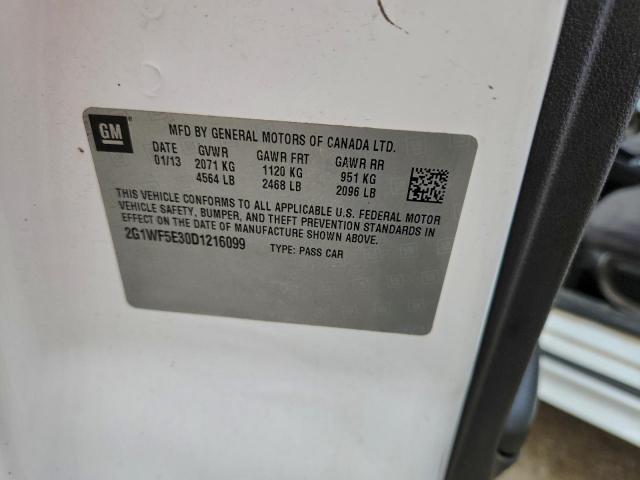 GM
MFD BY GENERAL MOTORS OF CANADA LTD.
DATE GVWR GAWR FRT GAWR RR
01/13 2071 KG 1120 KG 951 KG
4564 LB 2468 LB 2096 LB
THIS VEHICLE CONFORMS TO ALL APPLICABLE U.S. FEDERAL MOTOR
VEHICLE SAFETY, BUMPER, AND THEFT PREVENTION STANDARDS IN
EFFECT ON THE DATE OF MANUFACTURE SHOWN ABOVE.
2G1WF5E30D1216099 TYPE: PASS CAR